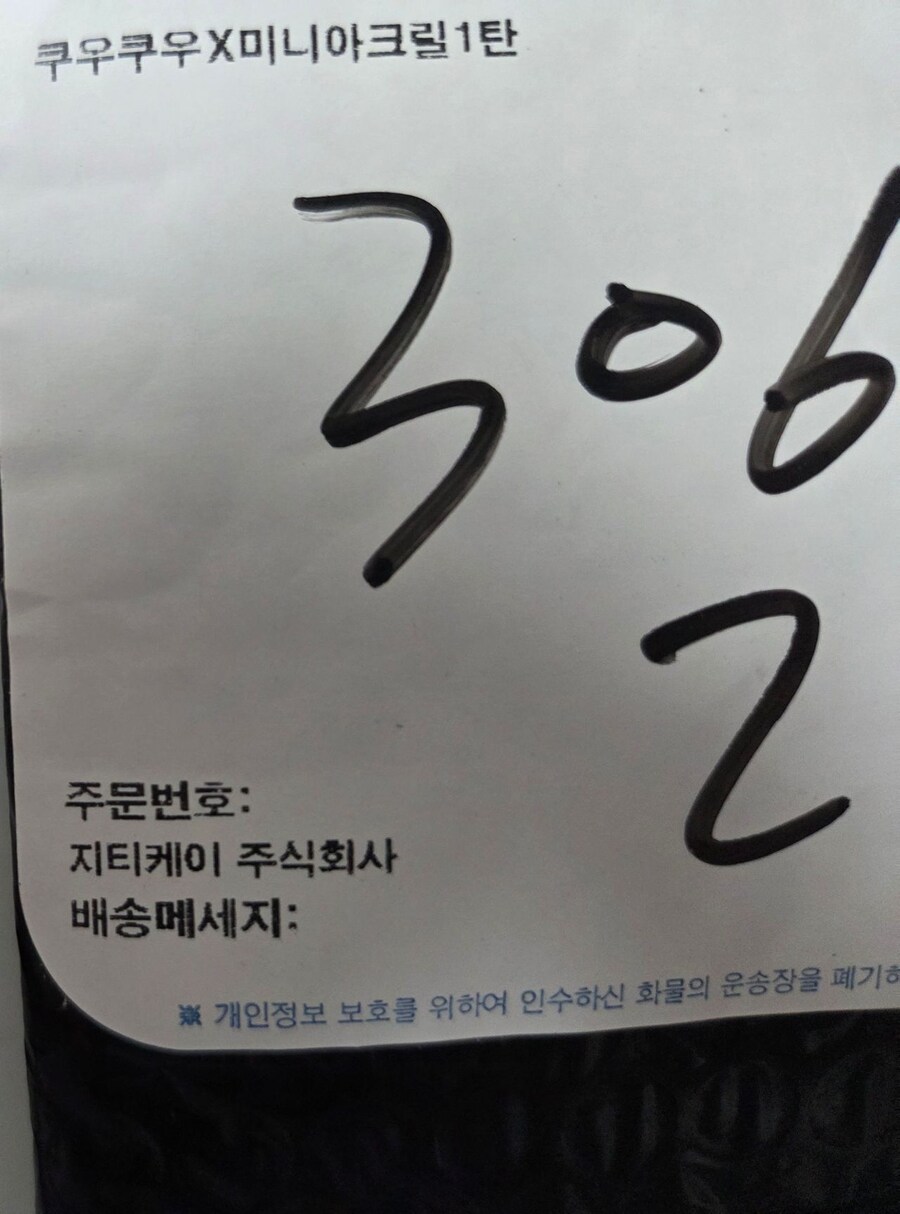 쿠우쿠우X미니아크릴1탄
306
2
주문번호:
지티케이 주식회사
배송메세지:
※ 개인정보 보호를 위하여 인수하신 화물의 운송장을 폐기하